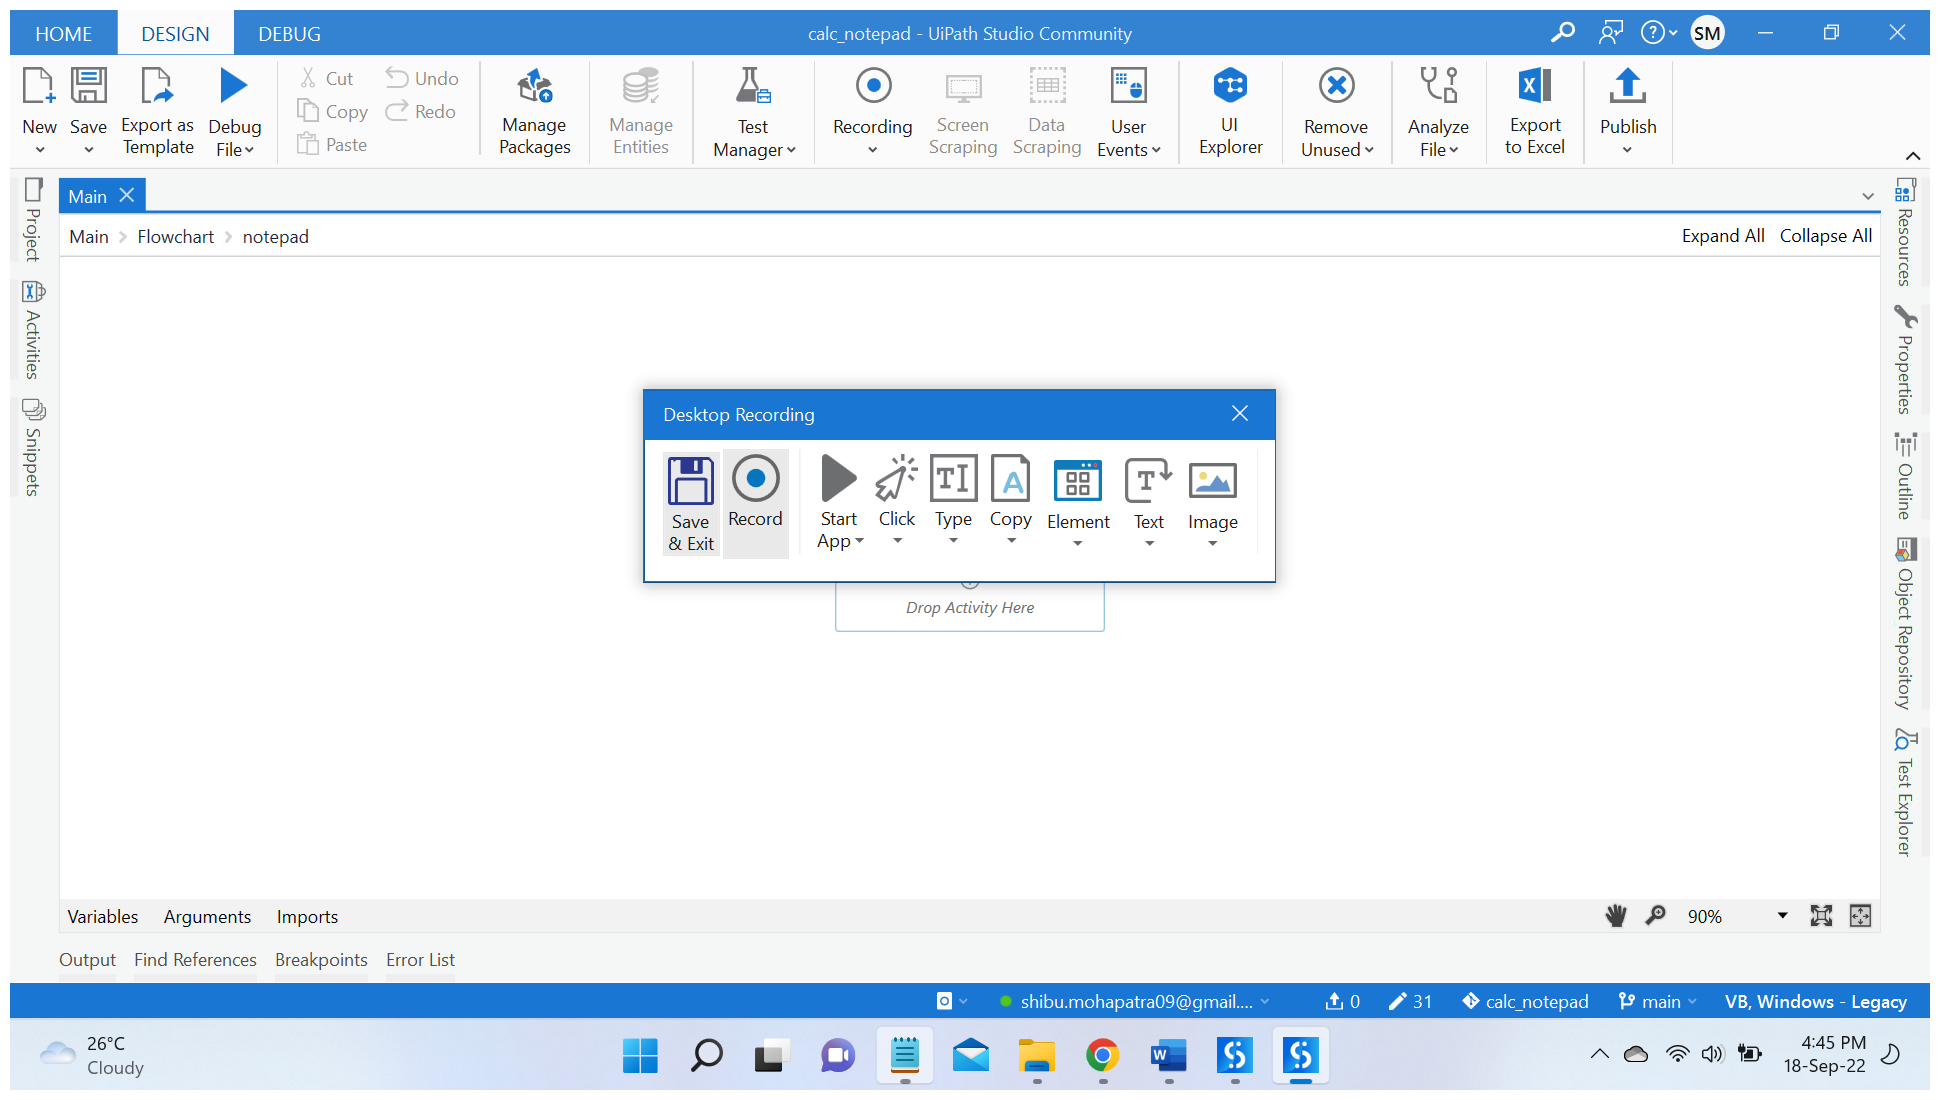 HOME DESIGN DEBUG calc_notepad - UiPath Studio Community SM
New Save Export as Template Debug File
Cut Copy Paste Undo Redo
Manage Packages
Manage Entities
Test Manager
Recording Screen Scraping Data Scraping User Events
UI Explorer
Remove Unused
Analyze File
Export to Excel
Publish
Project
Activities
Snippets
Main
Main Flowchart notepad Expand All Collapse All
Desktop Recording
Save & Exit
Record
Start App
Click
Type
Copy
Element
Text
Image
Drop Activity Here
Resources
Properties
Outline
Object Repository
Test Explorer
Variables Arguments Imports 90%
Output Find References Breakpoints Error List
shibu.mohapatra09@gmail.... 0 31 calc_notepad main VB, Windows - Legacy
26°C
Cloudy
4:45 PM
18-Sep-22